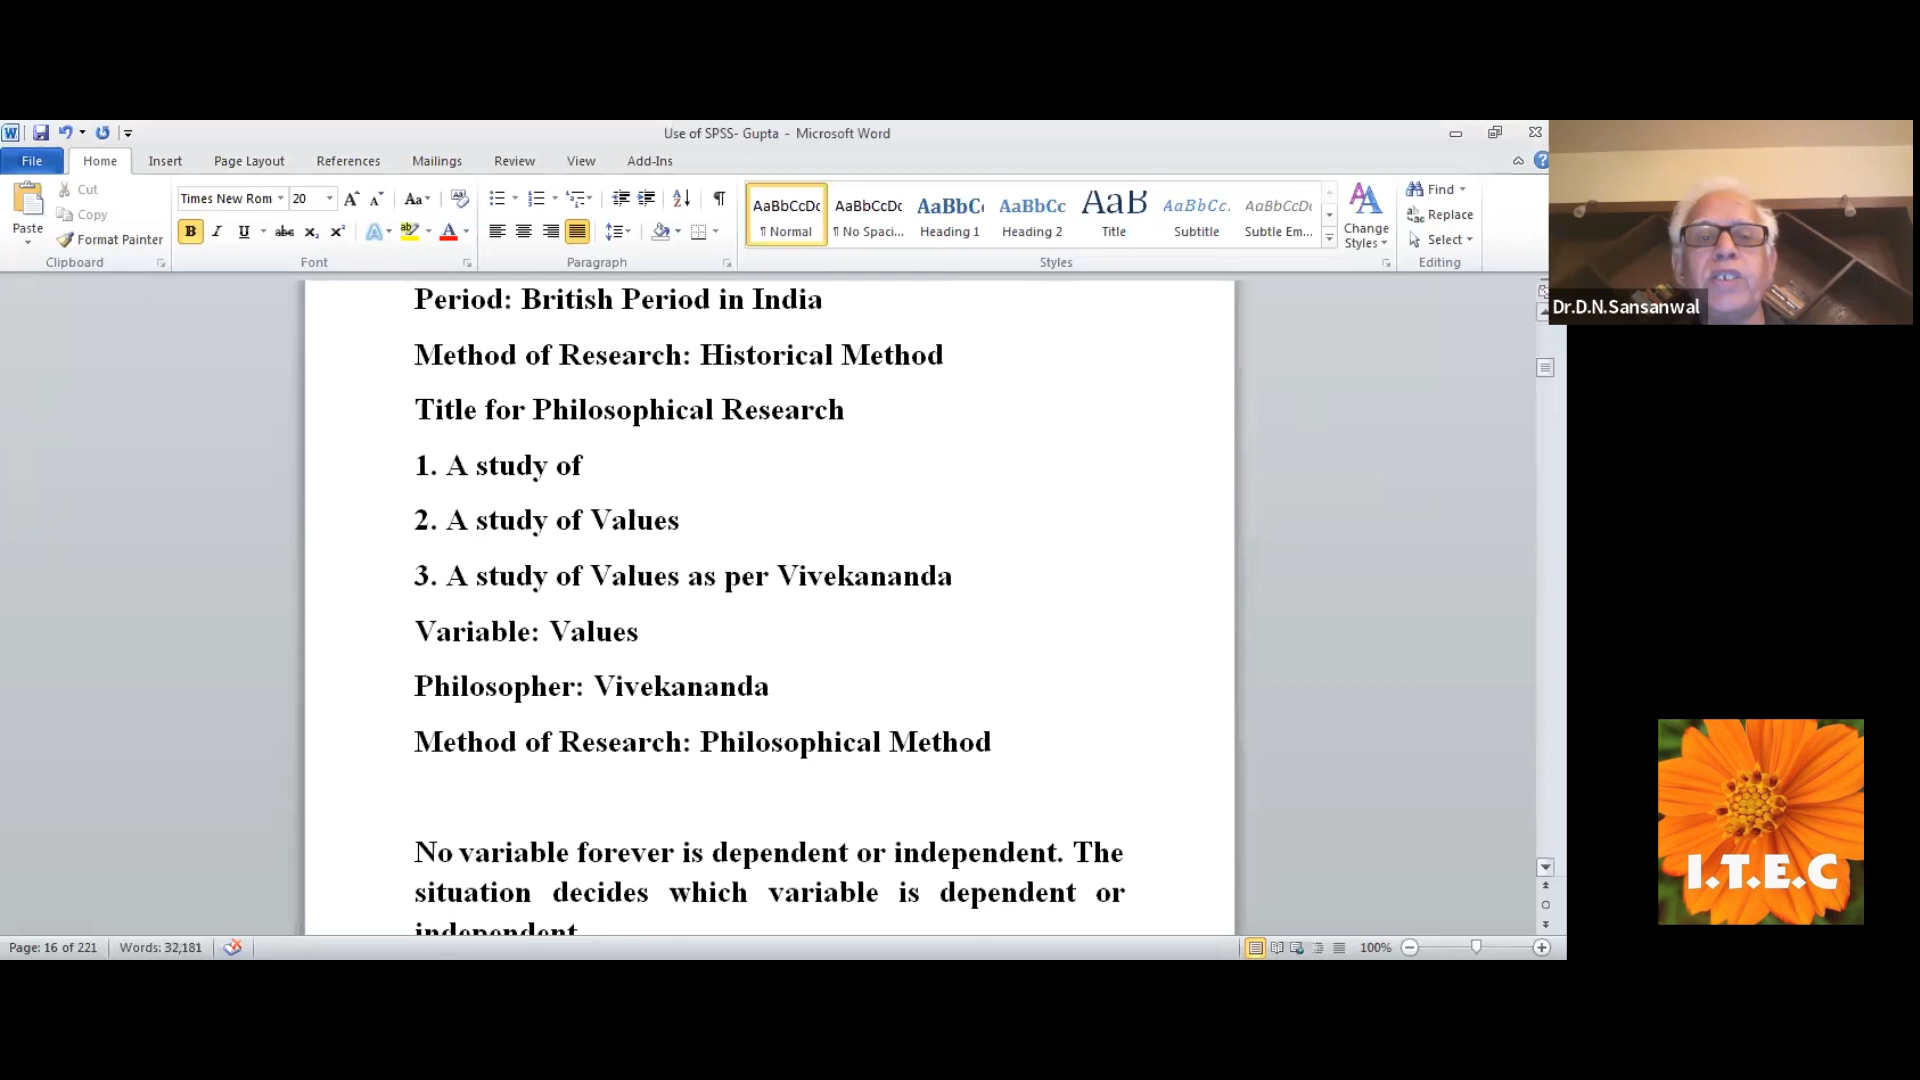 Use of SPSS- Gupta - Microsoft Word
File Home Insert Page Layout References Mailings Review View Add-Ins
Cut
Copy
Format Painter
Paste
Clipboard
Times New Rom 20
Font
Paragraph
AaBbCcDc AaBbCcDc AaBbC AaBbCc AaB AaBbCc. AaBbCcDc
¶ Normal ¶ No Spaci... Heading 1 Heading 2 Title Subtitle Subtle Em...
Change
Styles
Styles
Find
Replace
Select
Editing
Dr.D.N.Sansanwal
Period: British Period in India
Method of Research: Historical Method
Title for Philosophical Research
1. A study of
2. A study of Values
3. A study of Values as per Vivekananda
Variable: Values
Philosopher: Vivekananda
Method of Research: Philosophical Method
No variable forever is dependent or independent. The
situation decides which variable is dependent or
independent
I.T.E.C
Page: 16 of 221 Words: 32,181 100%